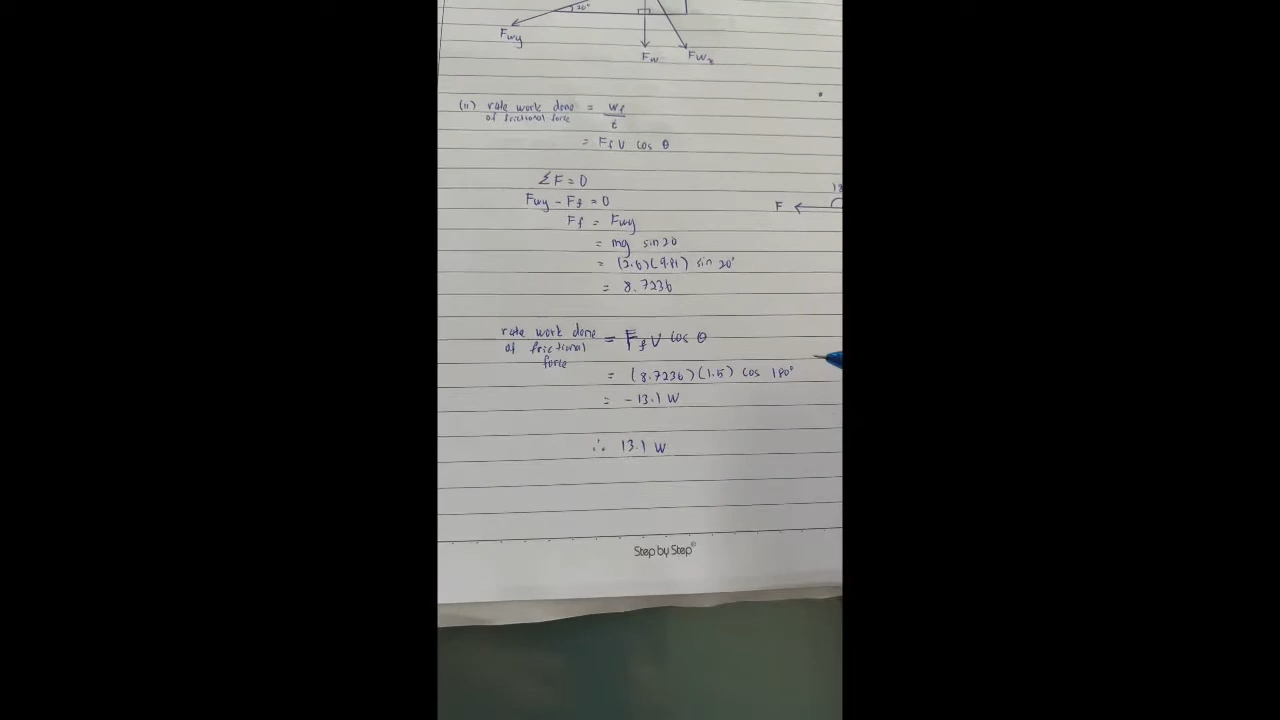 20°
Fwy
Fw
Fwx
(ii) rate work done of frictional force = Wf / t
= Ff v cos θ
ΣF = 0
Fwy - Ff = 0
Ff = Fwy
= mg sin 20
= (2.6)(9.81) sin 20°
= 8.7236
F
18
rate work done of frictional force = Ff v cos θ
= (8.7236)(1.5) cos 180°
= -13.1 W
∴ 13.1 W
Step by Step®